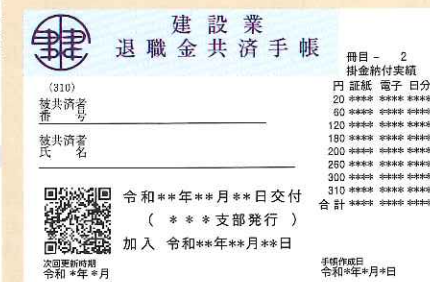 建設業
退職金共済手帳
(310)
被共済者
番　号
被共済者
氏　名
冊目 - 2
掛金納付実績
円 証紙 電子 日分
20 **** **** ****
60 **** **** ****
120 **** **** ****
180 **** **** ****
200 **** **** ****
260 **** **** ****
300 **** **** ****
310 **** **** ****
合計 **** **** ****
令和**年**月**日交付
( ***支部発行 )
加入 令和**年**月**日
次回更新時期
令和*年*月
手帳作成日
令和*年*月*日